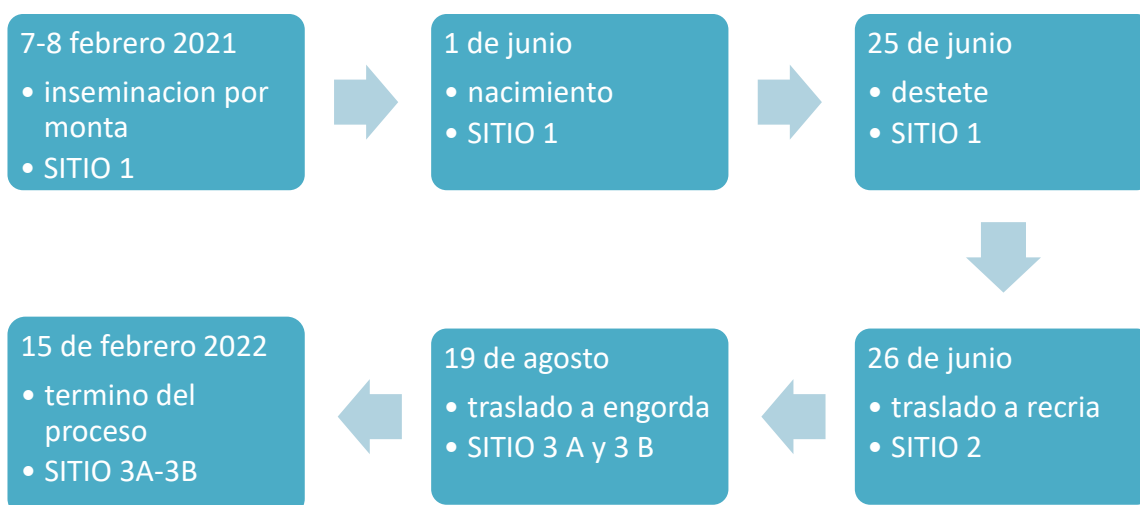 7-8 febrero 2021
• inseminacion por
monta
• SITIO 1
1 de junio
• nacimiento
• SITIO 1
25 de junio
• destete
• SITIO 1
26 de junio
• traslado a recria
• SITIO 2
19 de agosto
• traslado a engorda
• SITIO 3 A y 3 B
15 de febrero 2022
• termino del
proceso
• SITIO 3A-3B